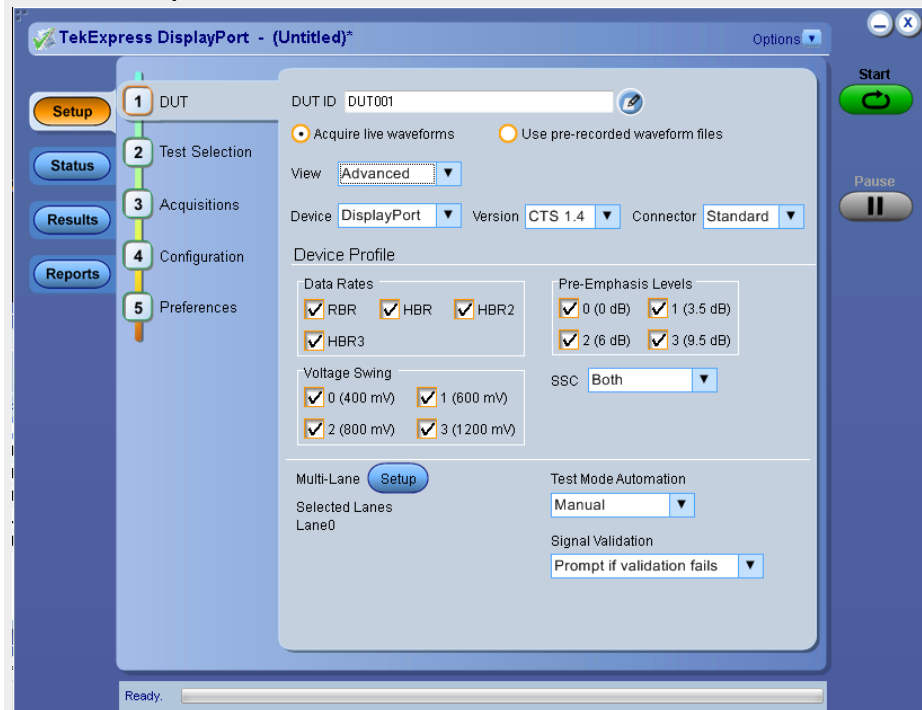 TekExpress DisplayPort - (Untitled)*
Options
Start
Pause
Setup
Status
Results
Reports
1 DUT
2 Test Selection
3 Acquisitions
4 Configuration
5 Preferences
DUT ID DUT001
Acquire live waveforms Use pre-recorded waveform files
View Advanced
Device DisplayPort Version CTS 1.4 Connector Standard
Device Profile
Data Rates
RBR HBR HBR2
HBR3
Pre-Emphasis Levels
0 (0 dB) 1 (3.5 dB)
2 (6 dB) 3 (9.5 dB)
Voltage Swing
0 (400 mV) 1 (600 mV)
2 (800 mV) 3 (1200 mV)
SSC Both
Multi-Lane Setup
Selected Lanes
Lane0
Test Mode Automation
Manual
Signal Validation
Prompt if validation fails
Ready.